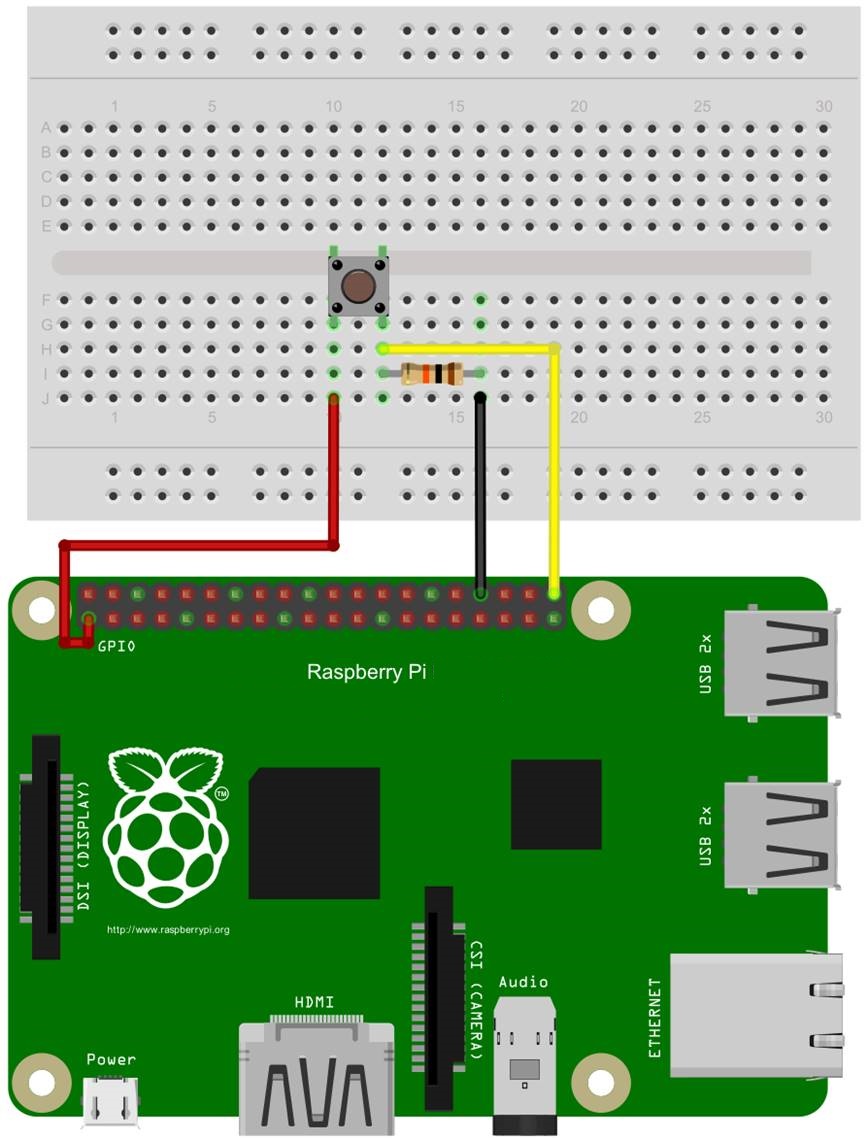 1 5 10 15 20 25 30
A
B
C
D
E
F
G
H
I
J
1 5 15 20 25 30
GPIO
Raspberry Pi
USB 2x
DSI (DISPLAY)
TM
USB 2x
http://www.raspberrypi.org
CSI (CAMERA)
Audio
ETHERNET
HDMI
Power